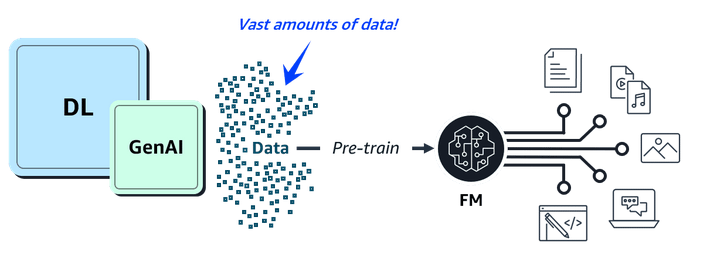 Vast amounts of data!
DL
GenAI
Data
Pre-train
FM